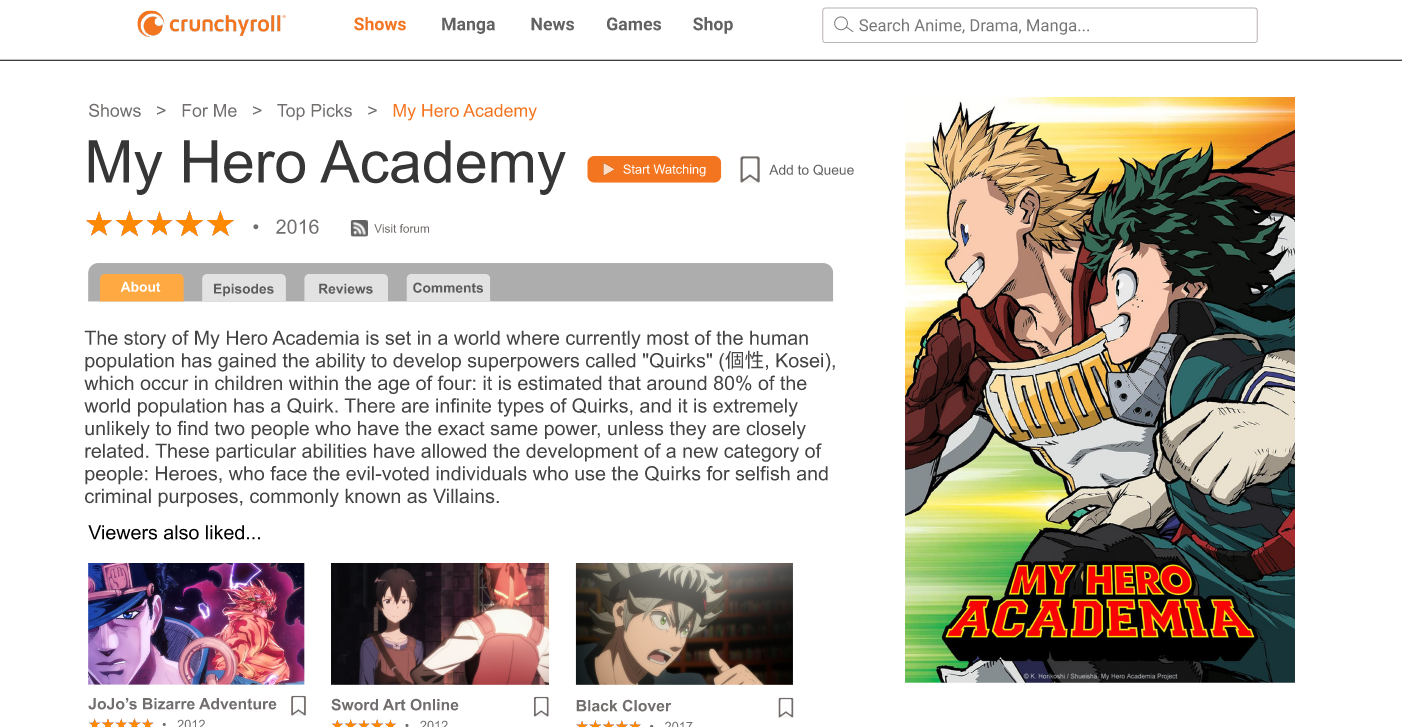 crunchyroll
Shows Manga News Games Shop
Search Anime, Drama, Manga...
Shows > For Me > Top Picks > My Hero Academy
My Hero Academy
Start Watching
Add to Queue
• 2016
Visit forum
About Episodes Reviews Comments
The story of My Hero Academia is set in a world where currently most of the human
population has gained the ability to develop superpowers called "Quirks" (個性, Kosei),
which occur in children within the age of four: it is estimated that around 80% of the
world population has a Quirk. There are infinite types of Quirks, and it is extremely
unlikely to find two people who have the exact same power, unless they are closely
related. These particular abilities have allowed the development of a new category of
people: Heroes, who face the evil-voted individuals who use the Quirks for selfish and
criminal purposes, commonly known as Villains.
Viewers also liked...
JoJo's Bizarre Adventure
• 2012
Sword Art Online
• 2012
Black Clover
• 2017
MY HERO
ACADEMIA
© K. Horikoshi / Shueisha, My Hero Academia Project